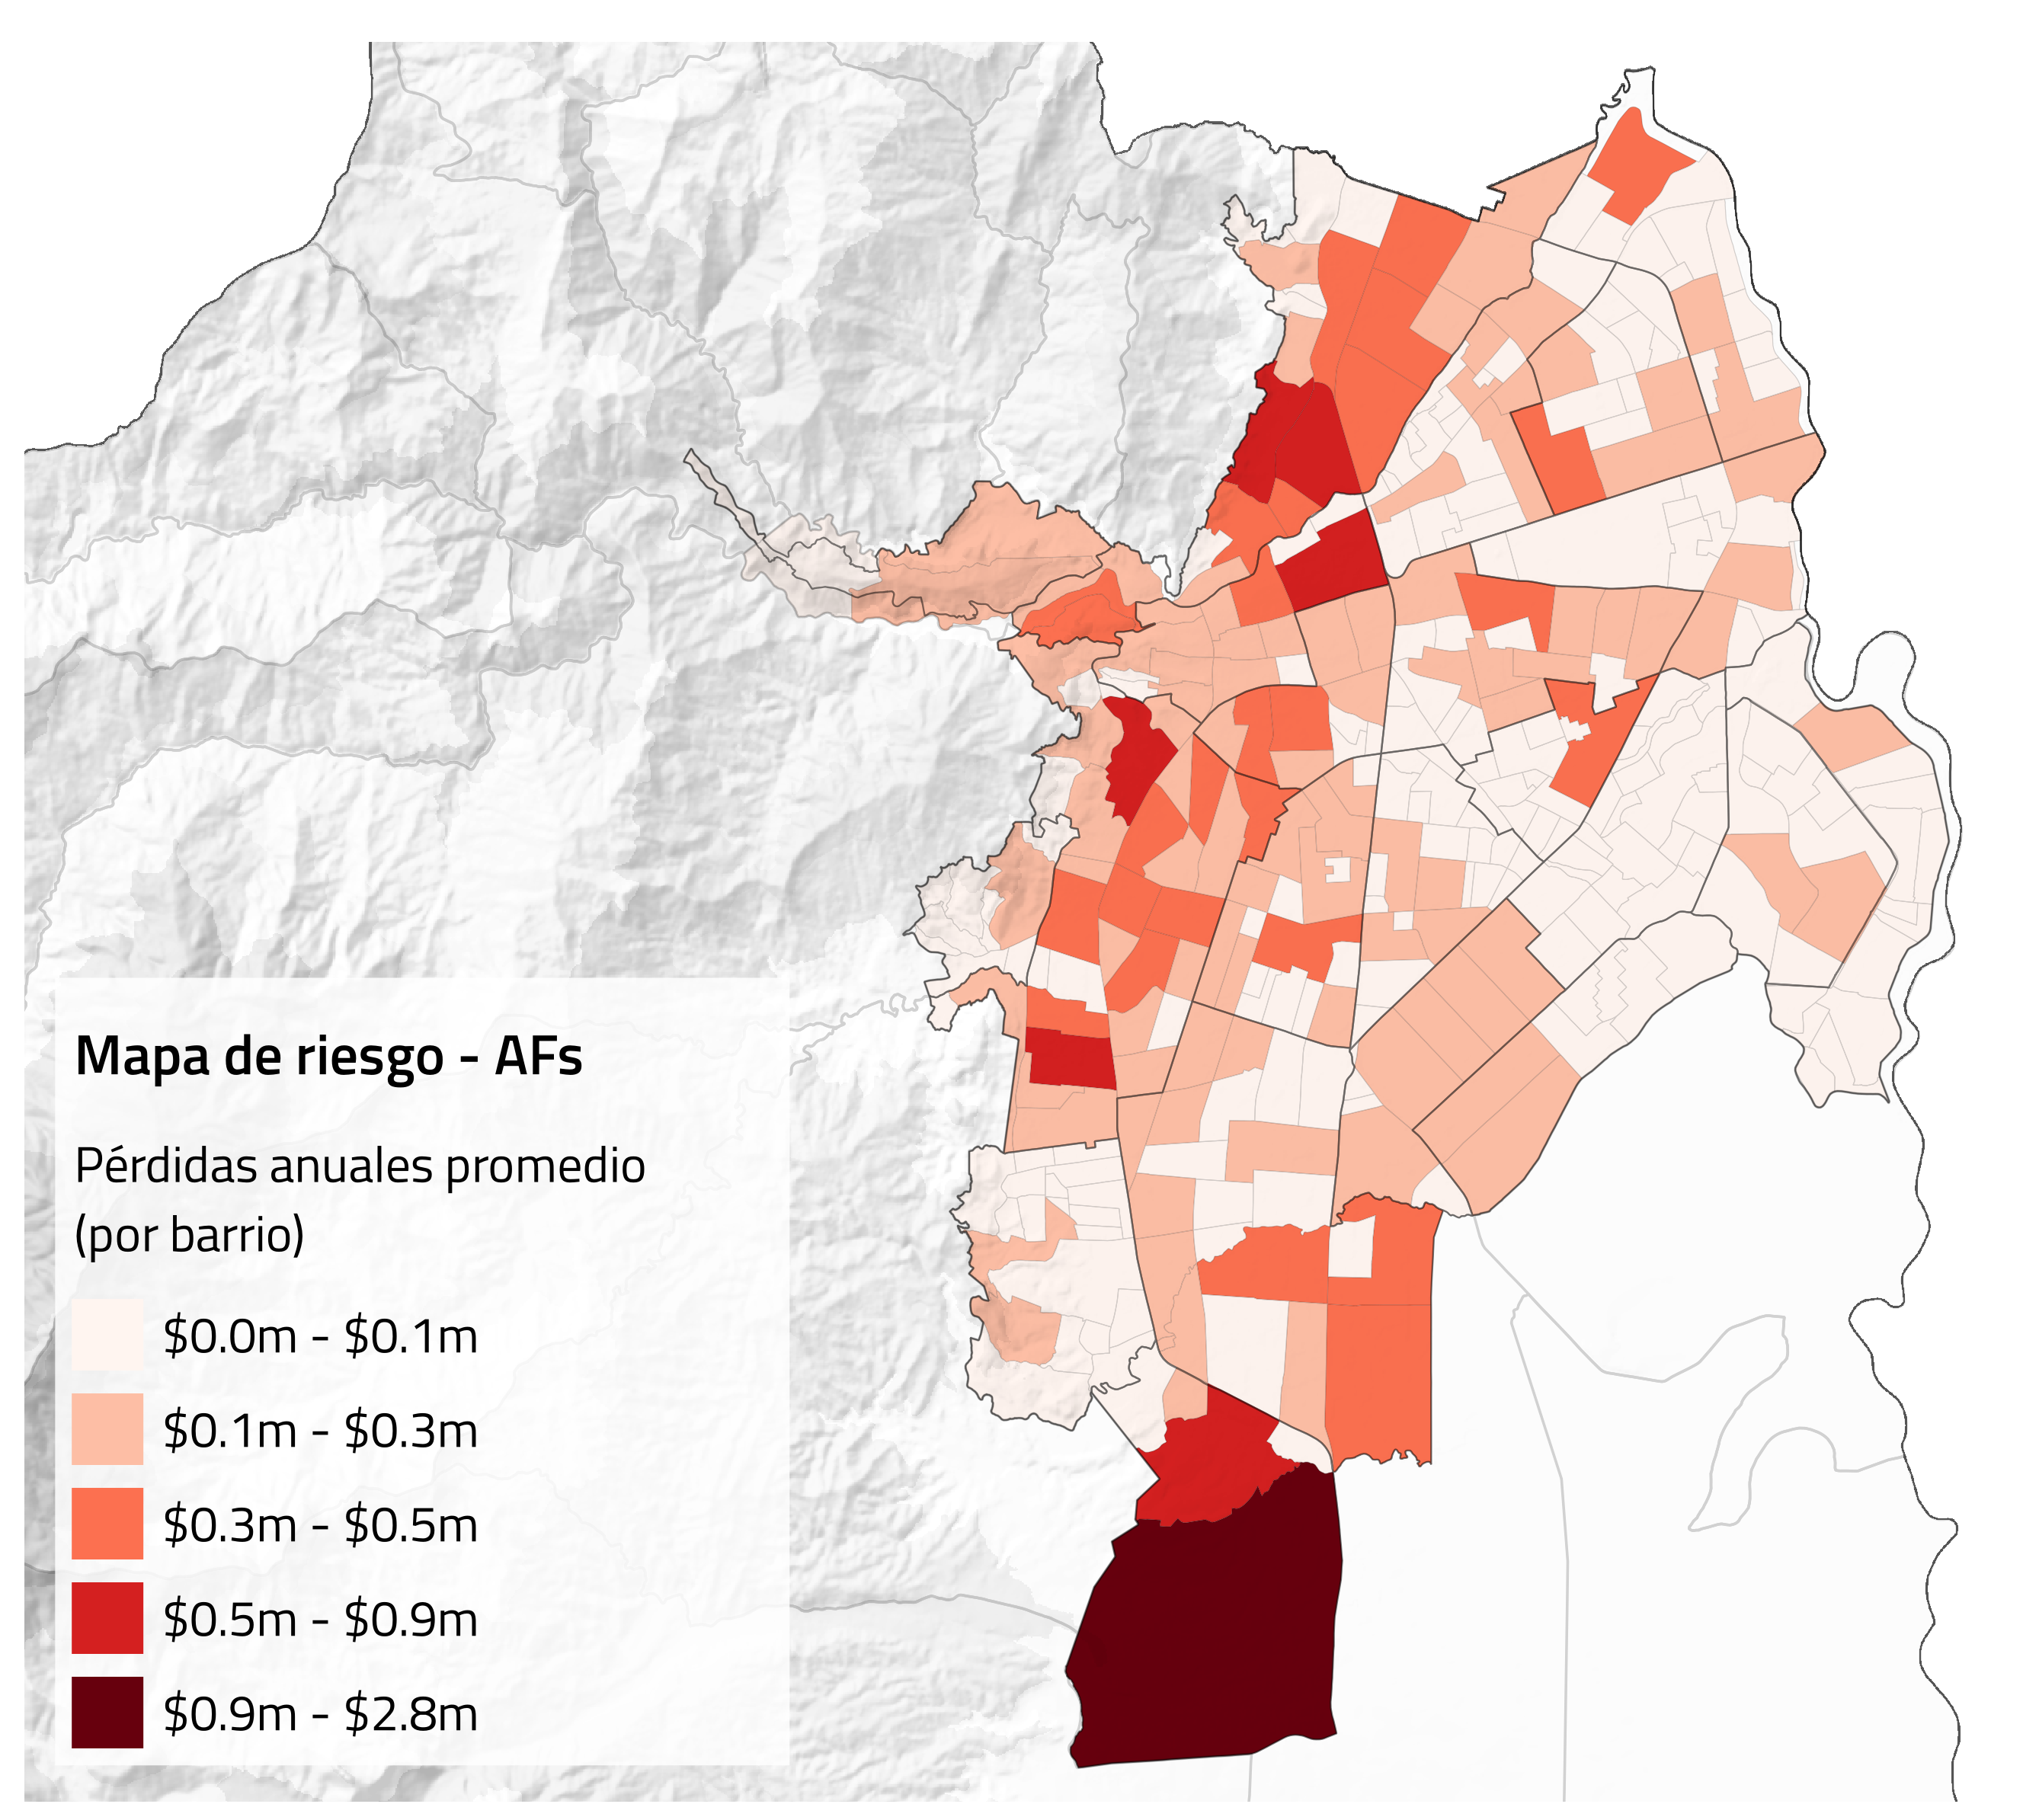 Mapa de riesgo - AFs
Pérdidas anuales promedio
(por barrio)
$0.0m - $0.1m
$0.1m - $0.3m
$0.3m - $0.5m
$0.5m - $0.9m
$0.9m - $2.8m